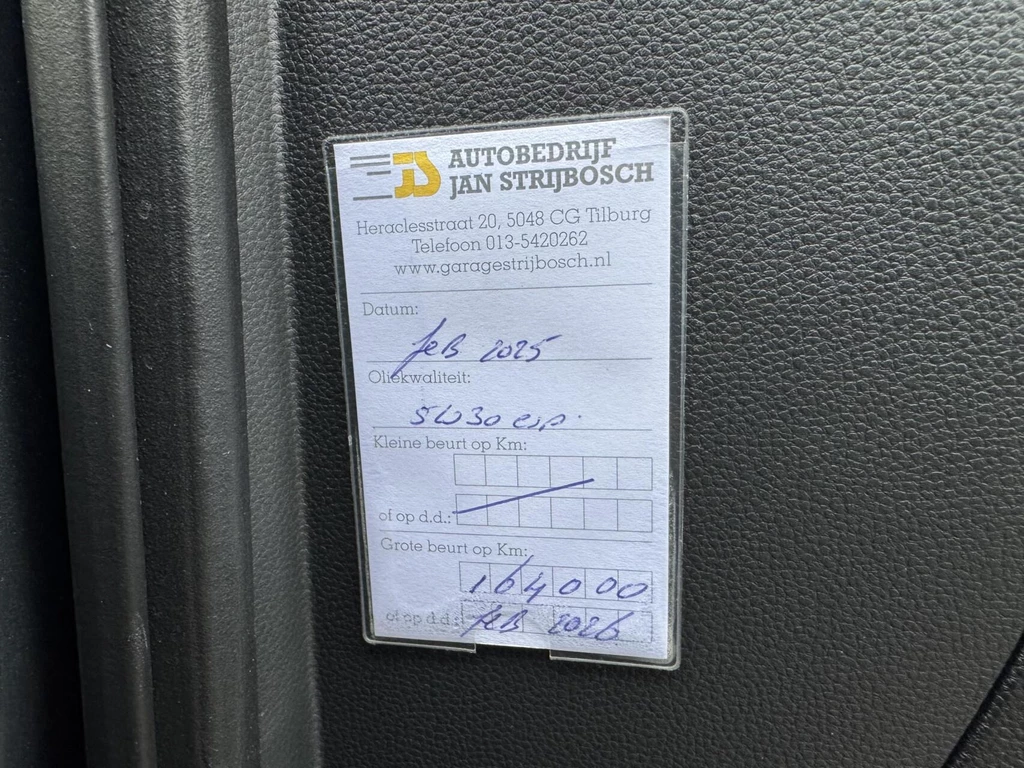 JS AUTOBEDRIJF
JAN STRIJBOSCH
Heraclesstraat 20, 5048 CG Tilburg
Telefoon 013-5420262
www.garagestrijbosch.nl
Datum:
feB 2025
Oliekwaliteit:
5W30
Kleine beurt op Km:
of op d.d.:
Grote beurt op Km:
164000
of op d.d.: feB 2026